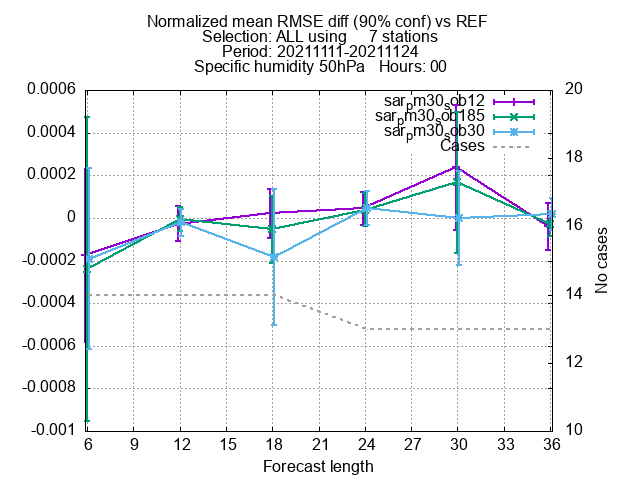 Normalized mean RMSE diff (90% conf) vs REF
Selection: ALL using     7 stations
Period: 20211111-20211124
Specific humidity 50hPa   Hours: 00
sarpm30sob12
sarpm30sob185
sarpm30sob30
Cases
0.0006
0.0004
0.0002
0
-0.0002
-0.0004
-0.0006
-0.0008
-0.001
20
18
16
14
12
10
No cases
6 9 12 15 18 21 24 27 30 33 36
Forecast length